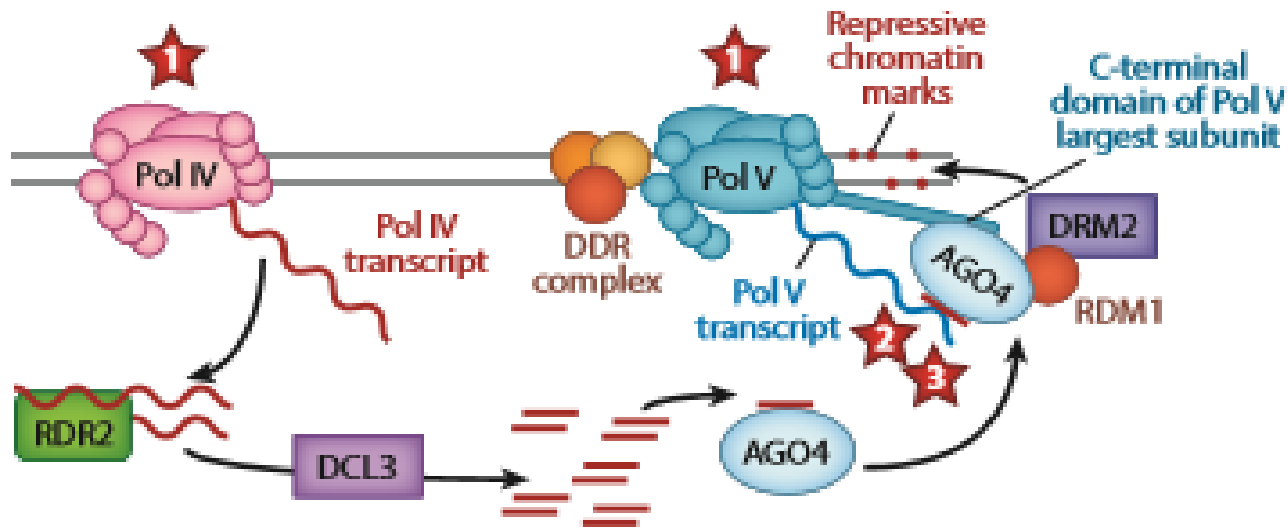 1
1
Repressive
chromatin
marks
C-terminal
domain of Pol V
largest subunit
Pol IV
Pol V
Pol IV
transcript
DDR
complex
Pol V
transcript
AGO4
DRM2
RDM1
2
3
RDR2
DCL3
AGO4